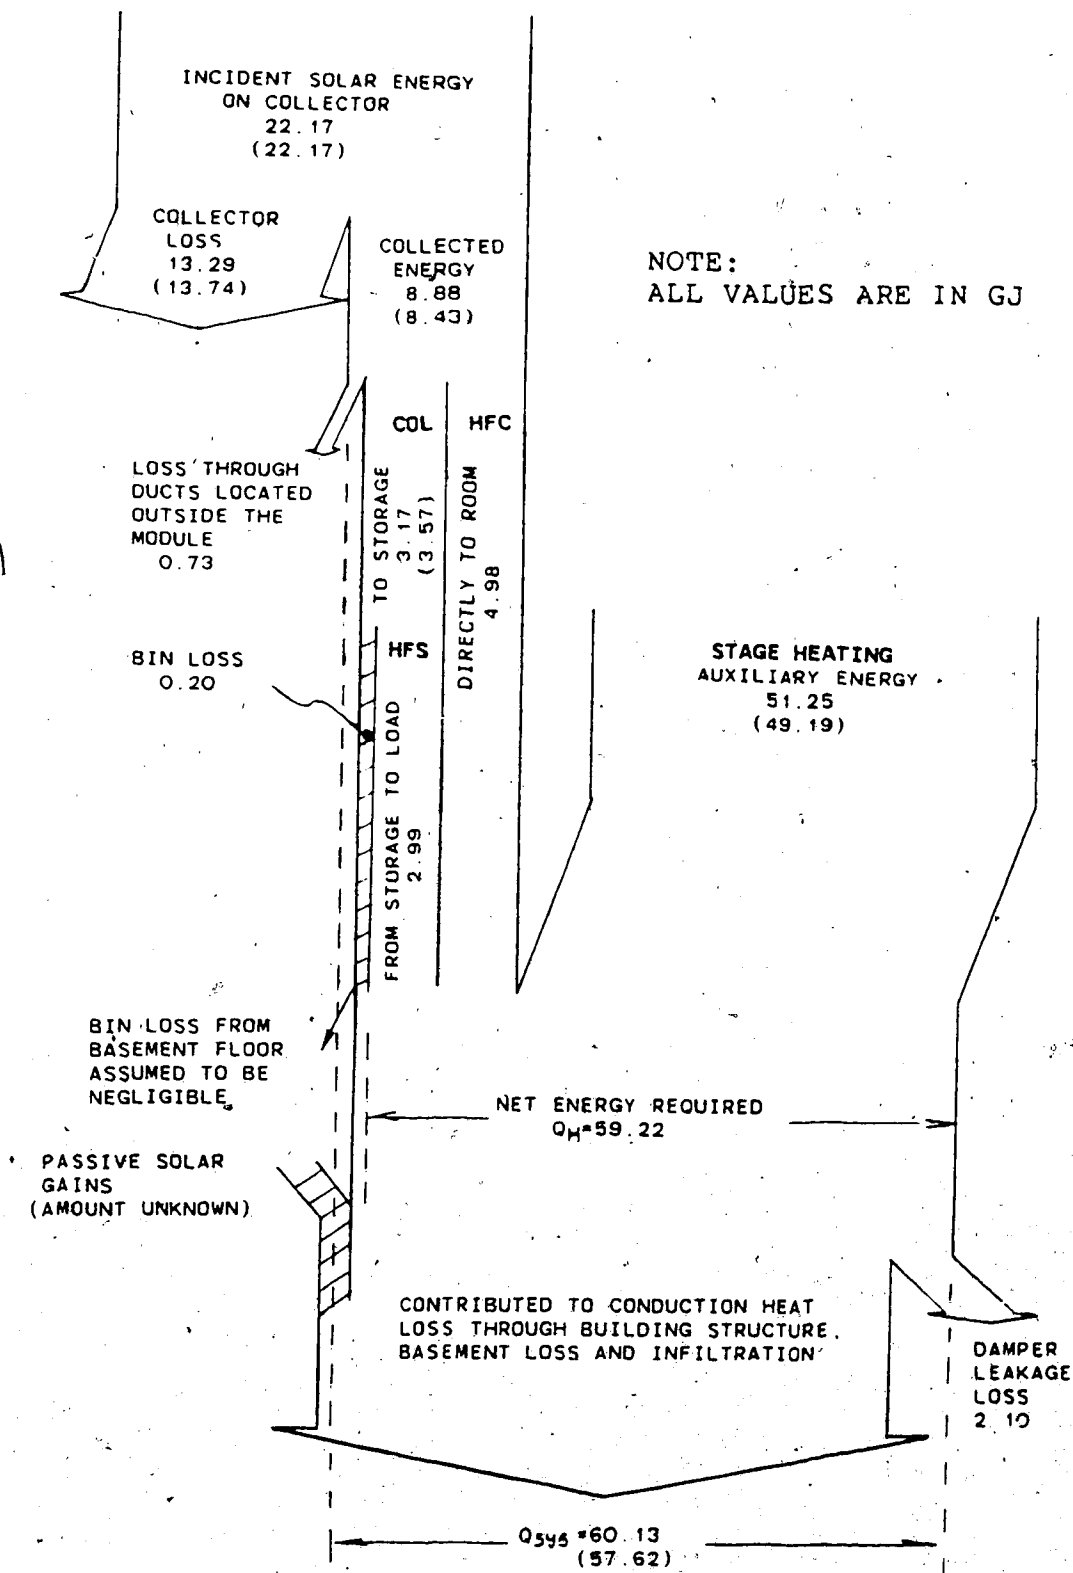 INCIDENT SOLAR ENERGY
ON COLLECTOR
22.17
(22.17)
COLLECTOR
LOSS
13.29
(13.74)
COLLECTED
ENERGY
8.88
(8.43)
NOTE:
ALL VALUES ARE IN GJ
COL
HFC
LOSS THROUGH
DUCTS LOCATED
OUTSIDE THE
MODULE
0.73
TO STORAGE
3.17
(3.57)
DIRECTLY TO ROOM
4.98
BIN LOSS
0.20
HFS
FROM STORAGE TO LOAD
2.99
STAGE HEATING
AUXILIARY ENERGY
51.25
(49.19)
BIN LOSS FROM
BASEMENT FLOOR
ASSUMED TO BE
NEGLIGIBLE
NET ENERGY REQUIRED
QH=59.22
PASSIVE SOLAR
GAINS
(AMOUNT UNKNOWN)
CONTRIBUTED TO CONDUCTION HEAT
LOSS THROUGH BUILDING STRUCTURE,
BASEMENT LOSS AND INFILTRATION
DAMPER
LEAKAGE
LOSS
2.10
Qsys=60.13
(57.62)